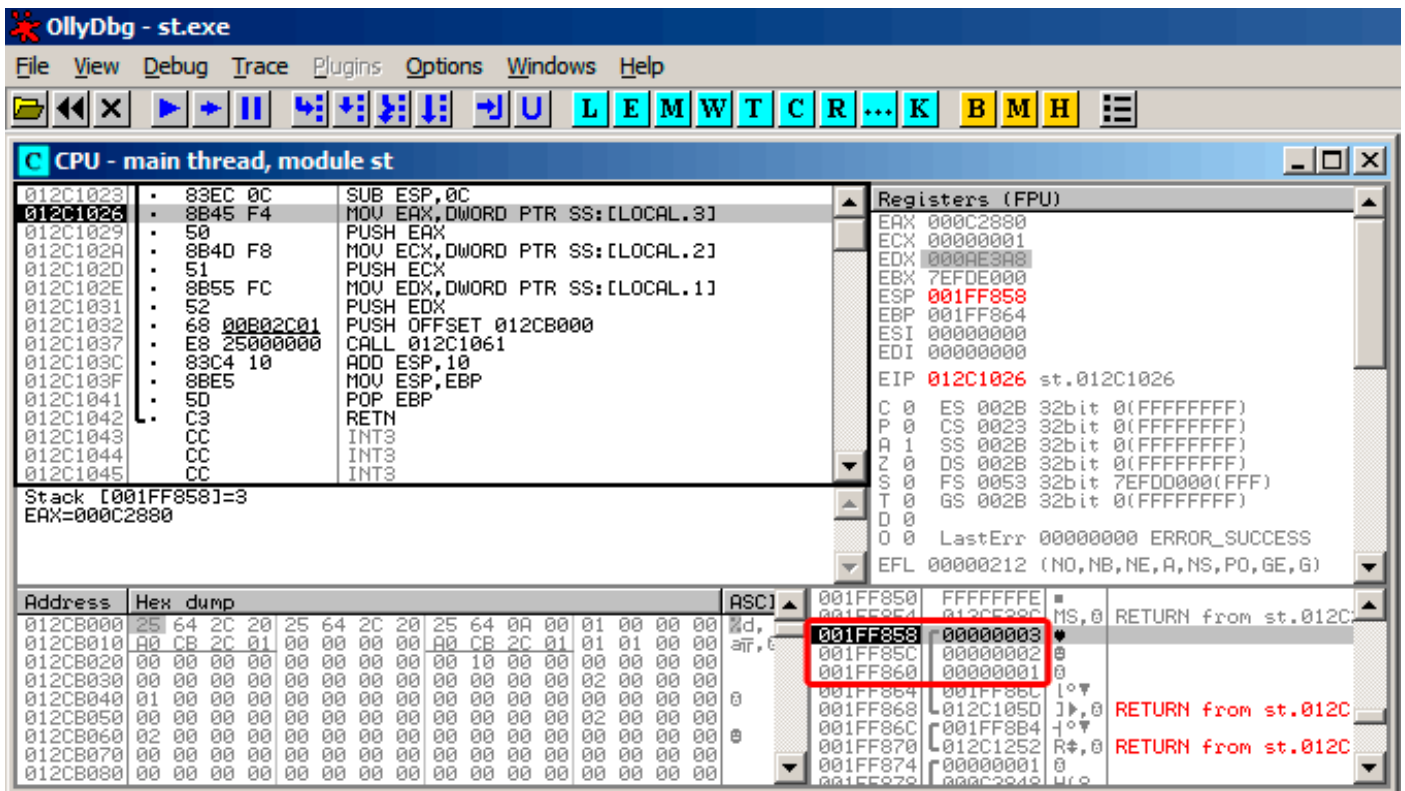 OllyDbg - st.exe
File View Debug Trace Plugins Options Windows Help
L E M W T C R ... K B M H
C CPU - main thread, module st
012C1023 · 83EC 0C SUB ESP,0C
012C1026 · 8B45 F4 MOV EAX,DWORD PTR SS:[LOCAL.3]
012C1029 · 50 PUSH EAX
012C102A · 8B4D F8 MOV ECX,DWORD PTR SS:[LOCAL.2]
012C102D · 51 PUSH ECX
012C102E · 8B55 FC MOV EDX,DWORD PTR SS:[LOCAL.1]
012C1031 · 52 PUSH EDX
012C1032 · 68 00B02C01 PUSH OFFSET 012CB000
012C1037 · E8 25000000 CALL 012C1061
012C103C · 83C4 10 ADD ESP,10
012C103F · 8BE5 MOV ESP,EBP
012C1041 · 5D POP EBP
012C1042 · C3 RETN
012C1043 CC INT3
012C1044 CC INT3
012C1045 CC INT3
Stack [001FF858]=3
EAX=000C2880
Registers (FPU)
EAX 000C2880
ECX 00000001
EDX 000AE3A8
EBX 7EFDE000
ESP 001FF858
EBP 001FF864
ESI 00000000
EDI 00000000
EIP 012C1026 st.012C1026
C 0 ES 002B 32bit 0(FFFFFFFF)
P 0 CS 0023 32bit 0(FFFFFFFF)
A 1 SS 002B 32bit 0(FFFFFFFF)
Z 0 DS 002B 32bit 0(FFFFFFFF)
S 0 FS 0053 32bit 7EFDD000(FFF)
T 0 GS 002B 32bit 0(FFFFFFFF)
D 0
O 0 LastErr 00000000 ERROR_SUCCESS
EFL 00000212 (NO,NB,NE,A,NS,PO,GE,G)
Address Hex dump ASCI
012CB000 25 64 2C 20 25 64 2C 20 25 64 0A 00 01 00 00 00 %d,
012CB010 A0 CB 2C 01 00 00 00 00 A0 CB 2C 01 01 01 00 00
012CB020 00 00 00 00 00 00 00 00 00 10 00 00 00 00 00 00
012CB030 00 00 00 00 00 00 00 00 00 00 00 00 02 00 00 00
012CB040 01 00 00 00 00 00 00 00 00 00 00 00 00 00 00 00
012CB050 00 00 00 00 00 00 00 00 00 00 00 00 02 00 00 00
012CB060 02 00 00 00 00 00 00 00 00 00 00 00 00 00 00 00
012CB070 00 00 00 00 00 00 00 00 00 00 00 00 00 00 00 00
012CB080 00 00 00 00 00 00 00 00 00 00 00 00 00 00 00 00
001FF850 FFFFFFFE
001FF854 MS,0 RETURN from st.012C
001FF858 00000003 ♥
001FF85C 00000002 ☻
001FF860 00000001 ☺
001FF864 001FF86C
001FF868 012C105D RETURN from st.012C
001FF86C 001FF8B4
001FF870 012C1252 RETURN from st.012C
001FF874 00000001 ☺